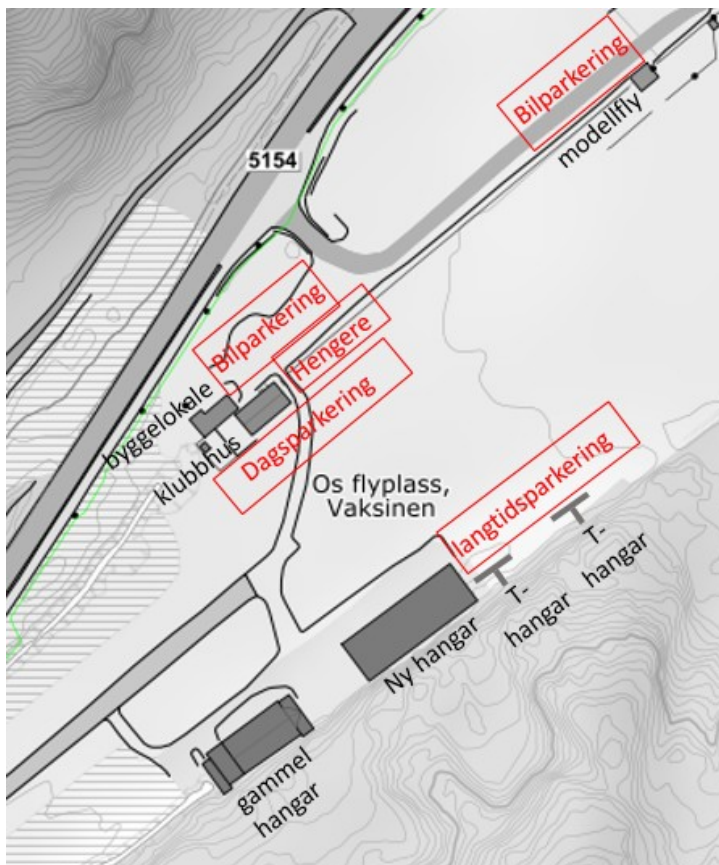 Bilparkering
modellfly
5154
Bilparkering
Hengere
byggelokale
klubbhus
Dagsparkering
Os flyplass,
Vaksinen
langtidsparkering
T-
hangar
T-
hangar
Ny hangar
gammel
hangar